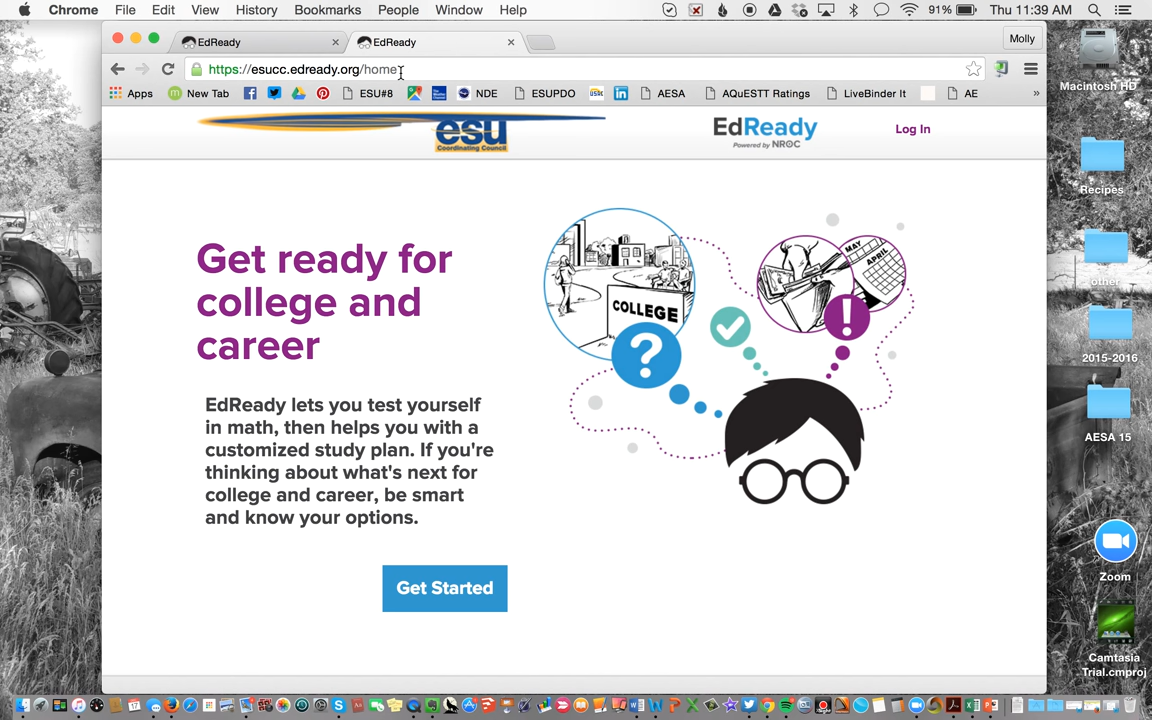 Chrome File Edit View History Bookmarks People Window Help 91% Thu 11:39 AM
EdReady EdReady Molly
https://esucc.edready.org/home
Apps New Tab ESU#8 NDE ESUPDO AESA AQuESTT Ratings LiveBinder It AE »
esu
Coordinating Council
EdReady
Powered by NROC
Log In
Get ready for
college and
career
EdReady lets you test yourself
in math, then helps you with a
customized study plan. If you're
thinking about what's next for
college and career, be smart
and know your options.
Get Started
COLLEGE
?
!
MAY
APRIL
Macintosh HD
Recipes
other
2015-2016
AESA 15
Zoom
Camtasia
Trial.cmproj